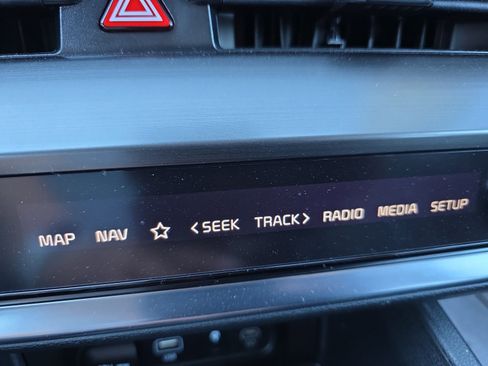 MAP NAV ☆ <SEEK TRACK> RADIO MEDIA SETUP